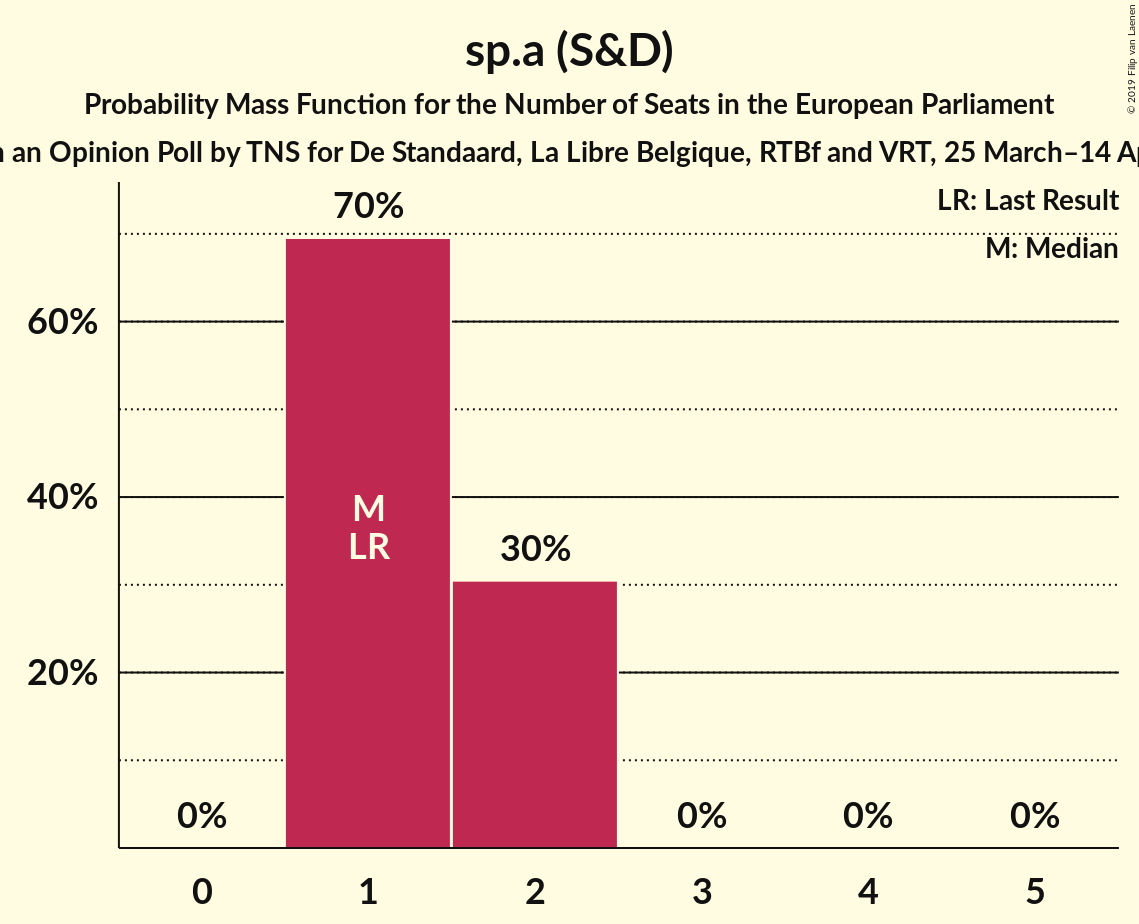 sp.a (S&D)
Probability Mass Function for the Number of Seats in the European Parliament
an Opinion Poll by TNS for De Standaard, La Libre Belgique, RTBf and VRT, 25 March–14
© 2019 Filip van Laenen
LR: Last Result
M: Median
70%
60%
40%
M
LR
30%
20%
0%
0%
0%
0%
0
1
2
3
4
5